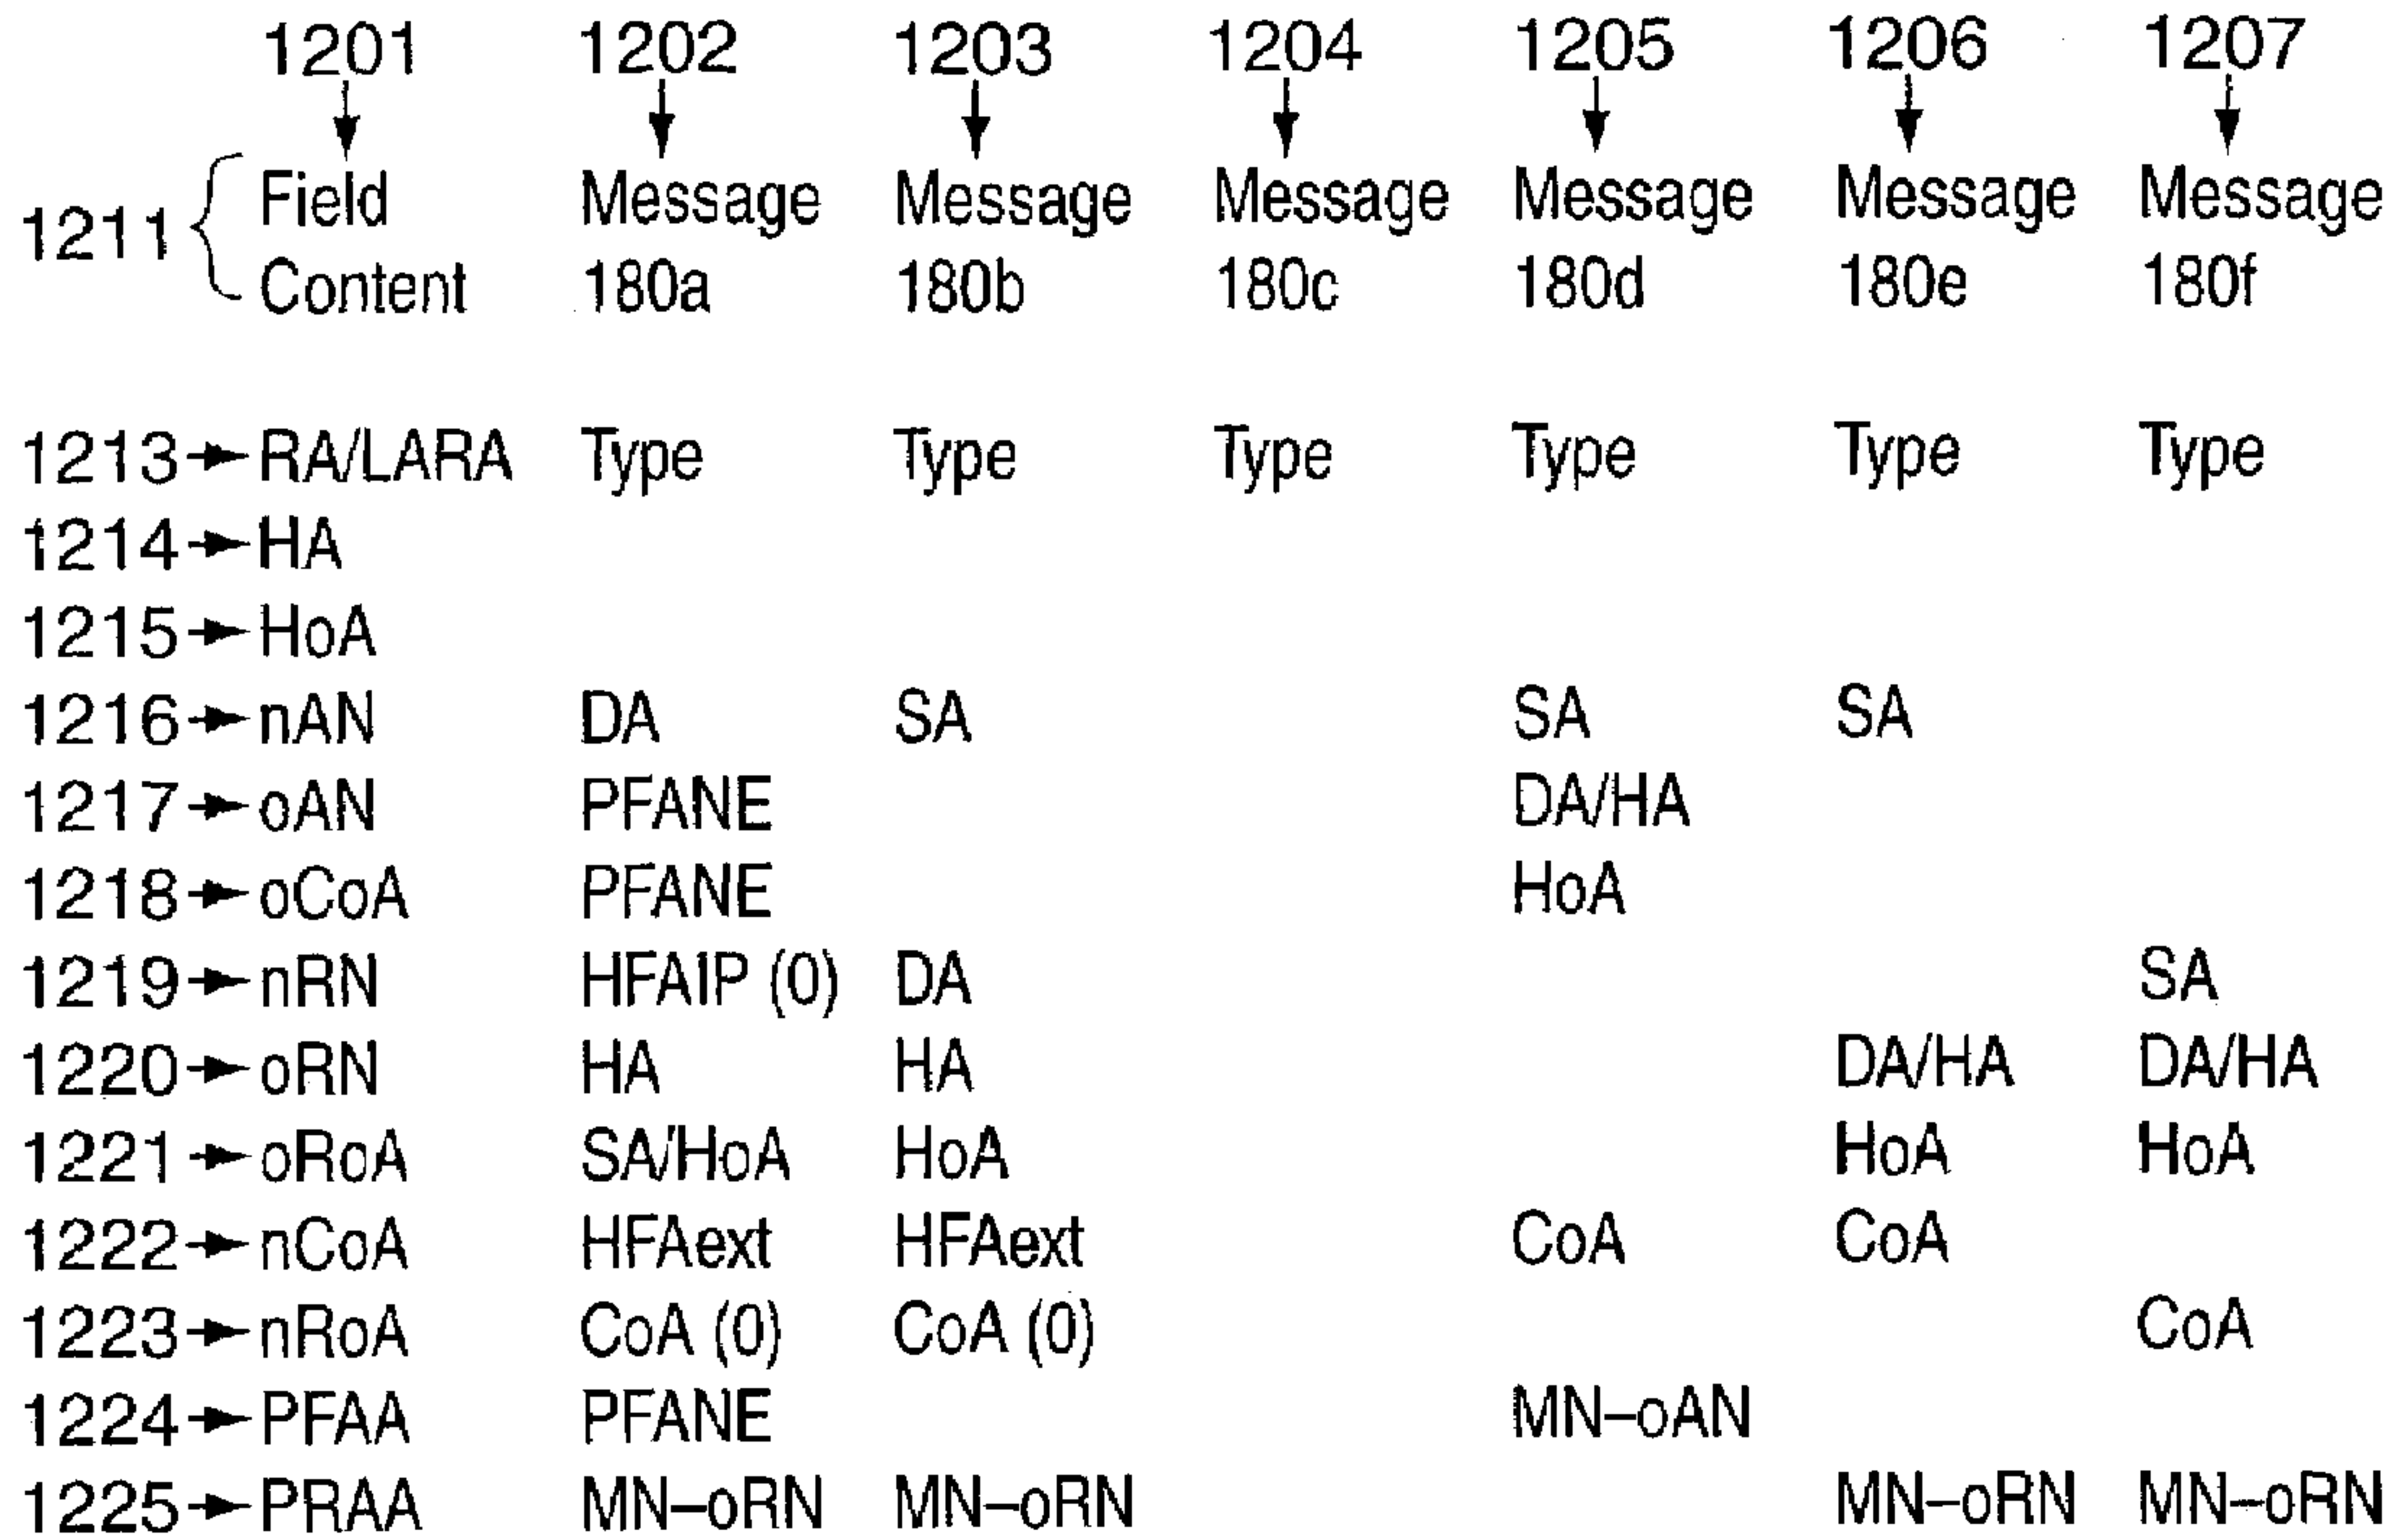 1201 1202 1203 1204 1205 1206 1207
Field Message Message Message Message Message Message
1211
Content 180a 180b 180c 180d 180e 180f
1213 RA/LARA Type Type Type Type Type Type
1214 HA
1215 HoA
1216 nAN DA SA SA SA
1217 oAN PFANE DA/HA
1218 oCoA PFANE HoA
1219 nRN HFAIP (0) DA SA
1220 oRN HA HA DA/HA DA/HA
1221 oRoA SA/HoA HoA HoA HoA
1222 nCoA HFAext HFAext CoA CoA
1223 nRoA CoA (0) CoA (0) CoA
1224 PFAA PFANE MN–oAN
1225 PRAA MN–oRN MN–oRN MN–oRN MN–oRN